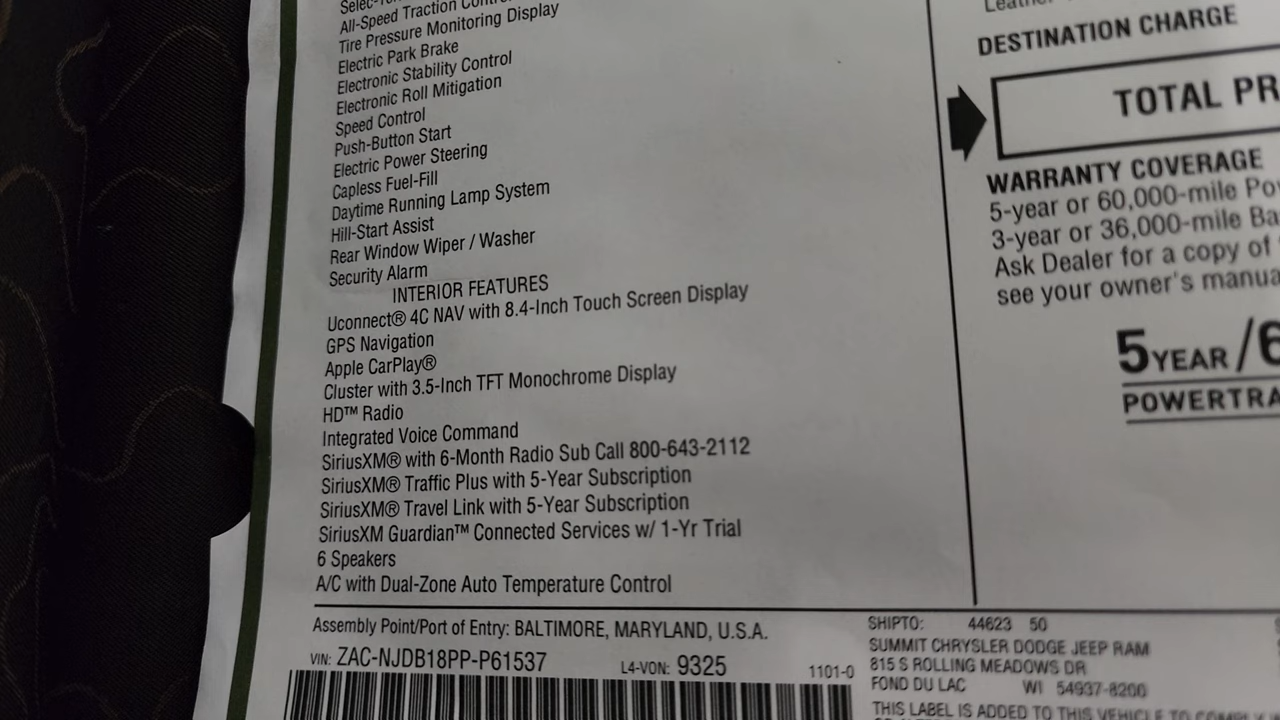 All-Speed Traction
Tire Pressure Monitoring Display
Electric Park Brake
Electronic Stability Control
Electronic Roll Mitigation
Speed Control
Push-Button Start
Electric Power Steering
Capless Fuel-Fill
Daytime Running Lamp System
Hill-Start Assist
Rear Window Wiper / Washer
Security Alarm
INTERIOR FEATURES
Uconnect® 4C NAV with 8.4-Inch Touch Screen Display
GPS Navigation
Apple CarPlay®
Cluster with 3.5-Inch TFT Monochrome Display
HD™ Radio
Integrated Voice Command
SiriusXM® with 6-Month Radio Sub Call 800-643-2112
SiriusXM® Traffic Plus with 5-Year Subscription
SiriusXM® Travel Link with 5-Year Subscription
SiriusXM Guardian™ Connected Services w/ 1-Yr Trial
6 Speakers
A/C with Dual-Zone Auto Temperature Control
DESTINATION CHARGE
TOTAL PR
WARRANTY COVERAGE
5-year or 60,000-mile Po
3-year or 36,000-mile Ba
Ask Dealer for a copy of
see your owner's manua
5 YEAR/6
POWERTRA
Assembly Point/Port of Entry: BALTIMORE, MARYLAND, U.S.A.
VIN: ZAC-NJDB18PP-P61537 L4-VON: 9325
1101-0
SHIPTO: 44623 50
SUMMIT CHRYSLER DODGE JEEP RAM
815 S ROLLING MEADOWS DR
FOND DU LAC WI 54937-8200
THIS LABEL IS ADDED TO THIS VEHICLE TO COMPLY